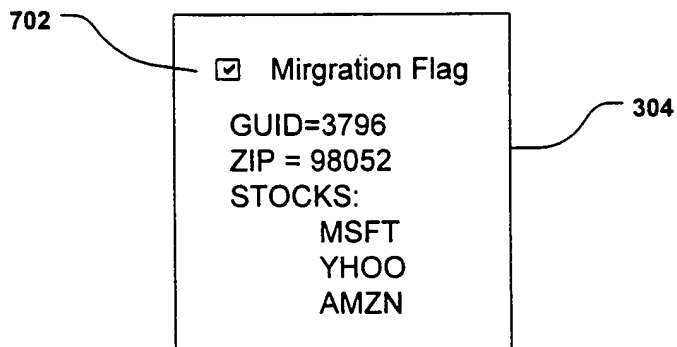 702
Mirgration Flag
304
GUID=3796
ZIP = 98052
STOCKS:
MSFT
YHOO
AMZN